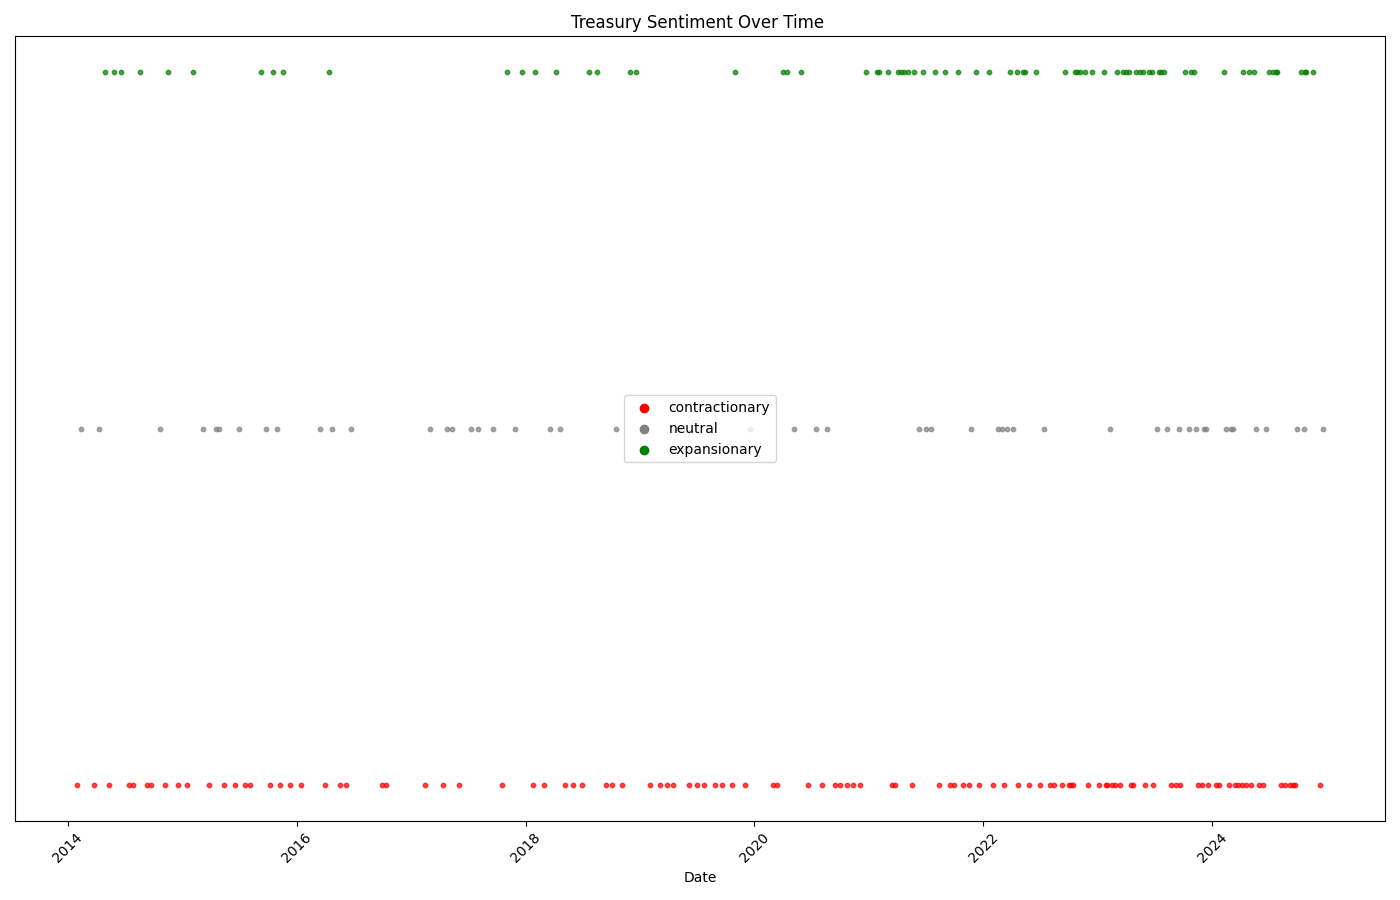 Treasury Sentiment Over Time
contractionary
neutral
expansionary
2014
2016
2018
2020
2022
2024
Date